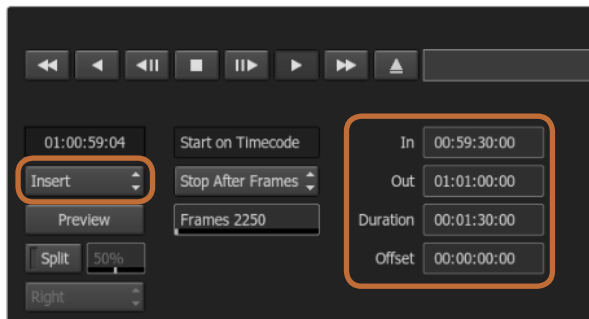 01:00:59:04 Start on Timecode In 00:59:30:00
Insert Stop After Frames Out 01:01:00:00
Preview Frames 2250 Duration 00:01:30:00
Split 50% Offset 00:00:00:00
Right